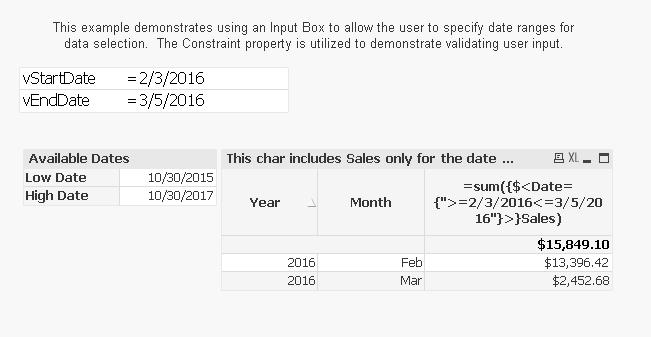 This example demonstrates using an Input Box to allow the user to specify date ranges for
data selection.  The Constraint property is utilized to demonstrate validating user input.
vStartDate = 2/3/2016
vEndDate = 3/5/2016
Available Dates
Low Date 10/30/2015
High Date 10/30/2017
This char includes Sales only for the date ... XL
Year Month
=sum({$<Date=
{">=2/3/2016<=3/5/20
16"}>}Sales)
$15,849.10
2016 Feb $13,396.42
2016 Mar $2,452.68